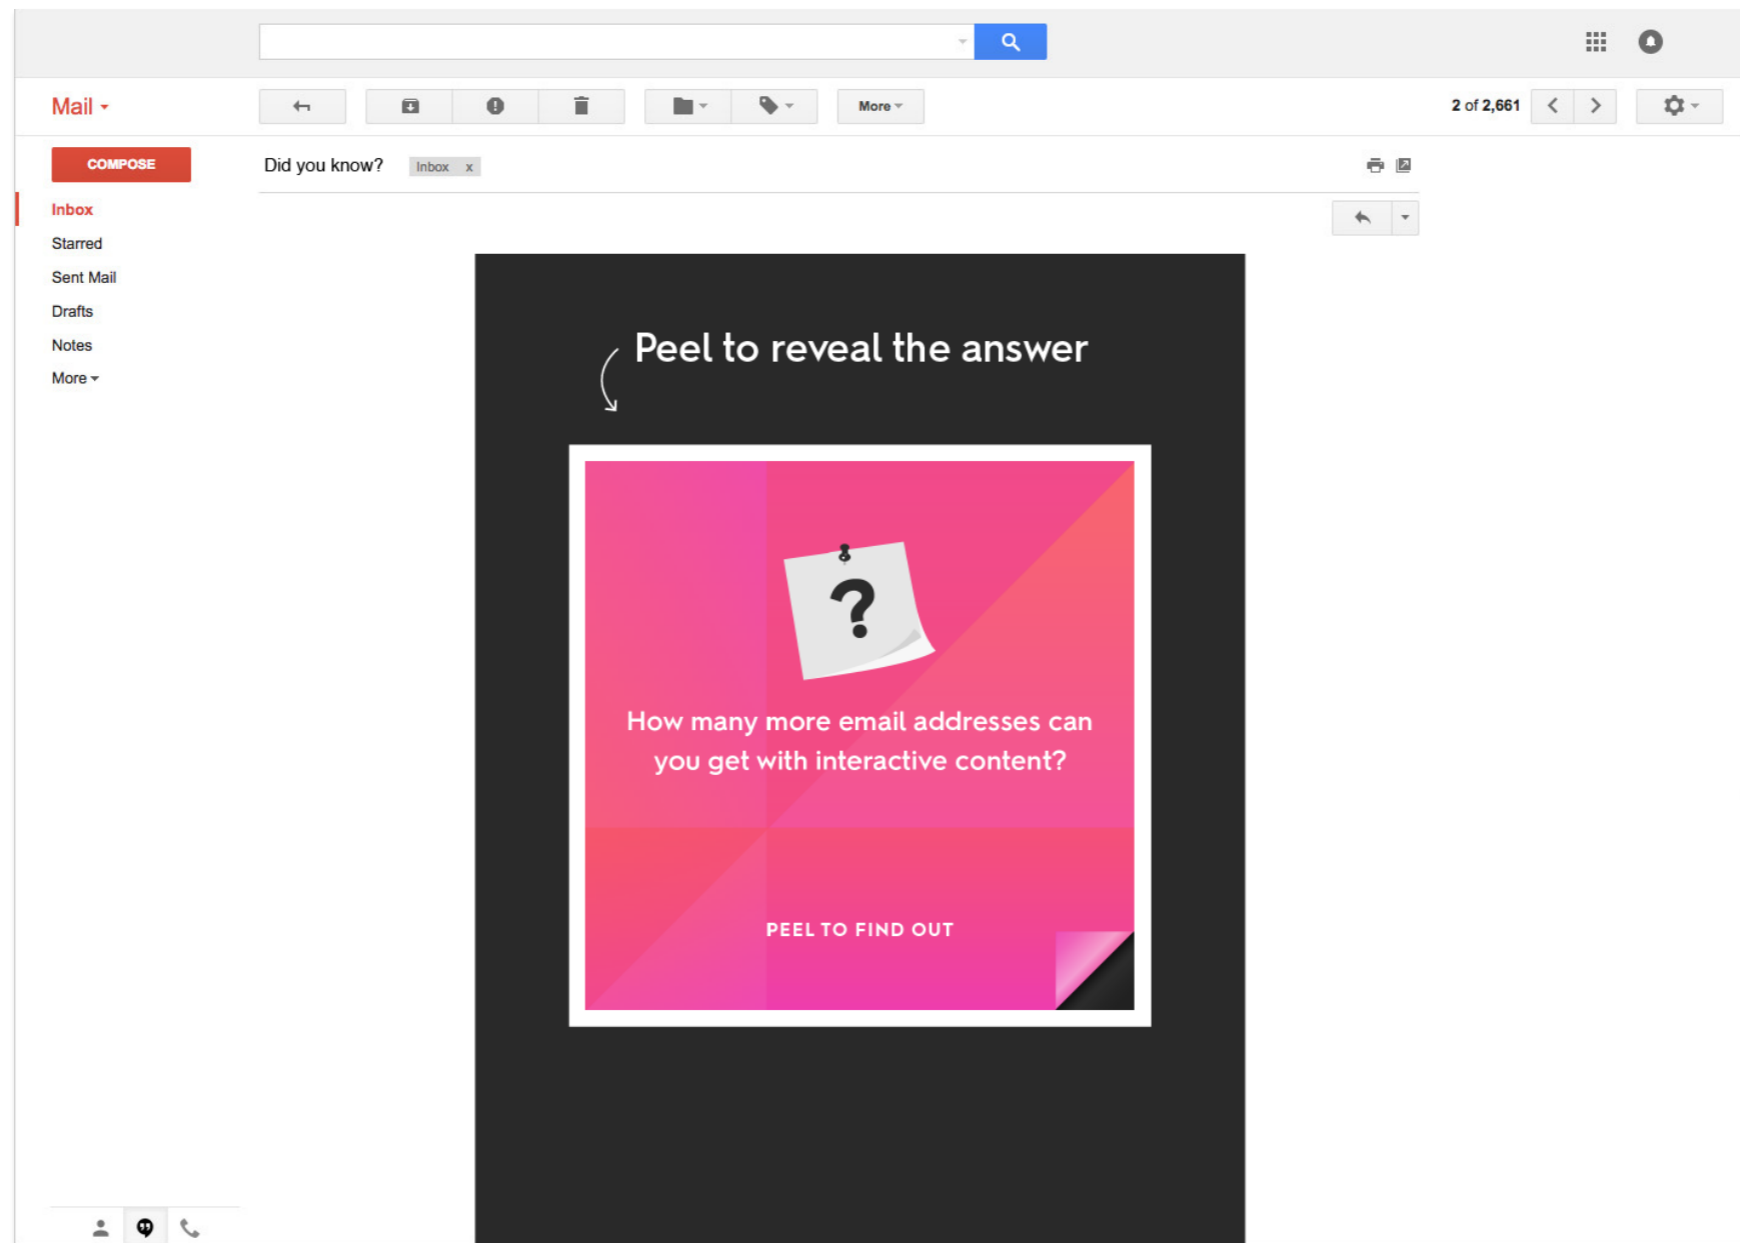 Mail
More
2 of 2,661
COMPOSE
Did you know?
Inbox x
Inbox
Starred
Sent Mail
Drafts
Notes
More
Peel to reveal the answer
?
How many more email addresses can
you get with interactive content?
PEEL TO FIND OUT